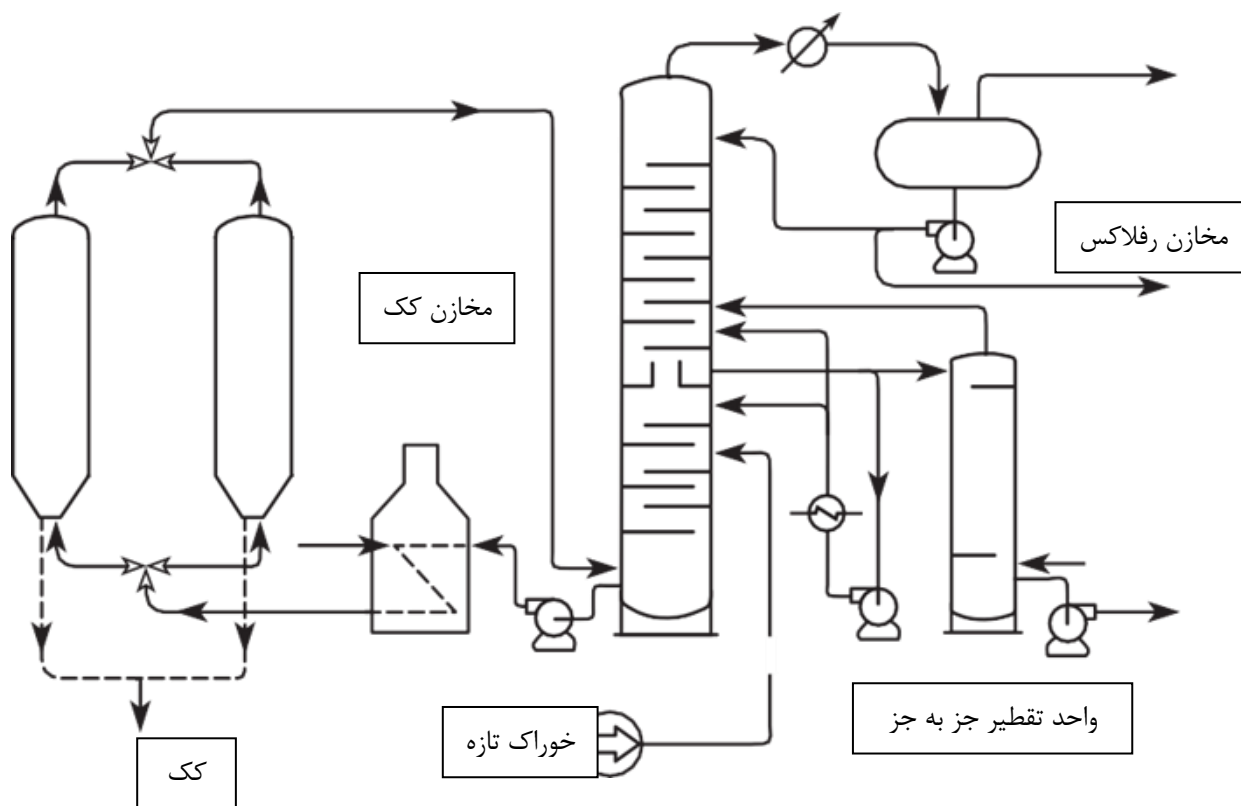 مخازن رفلاکس
مخازن کک
واحد تقطیر جز به جز
خوراک تازه
کک